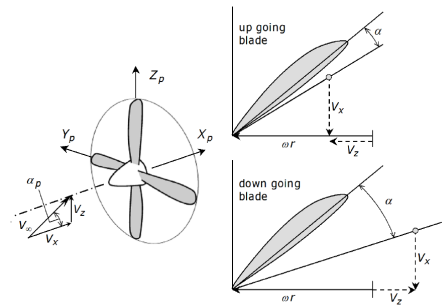 Z_p
Y_p
X_p
α_p
V_z
V_∞
V_x
up going
blade
α
V_x
ωr
V_z
down going
blade
α
V_x
ωr
V_z